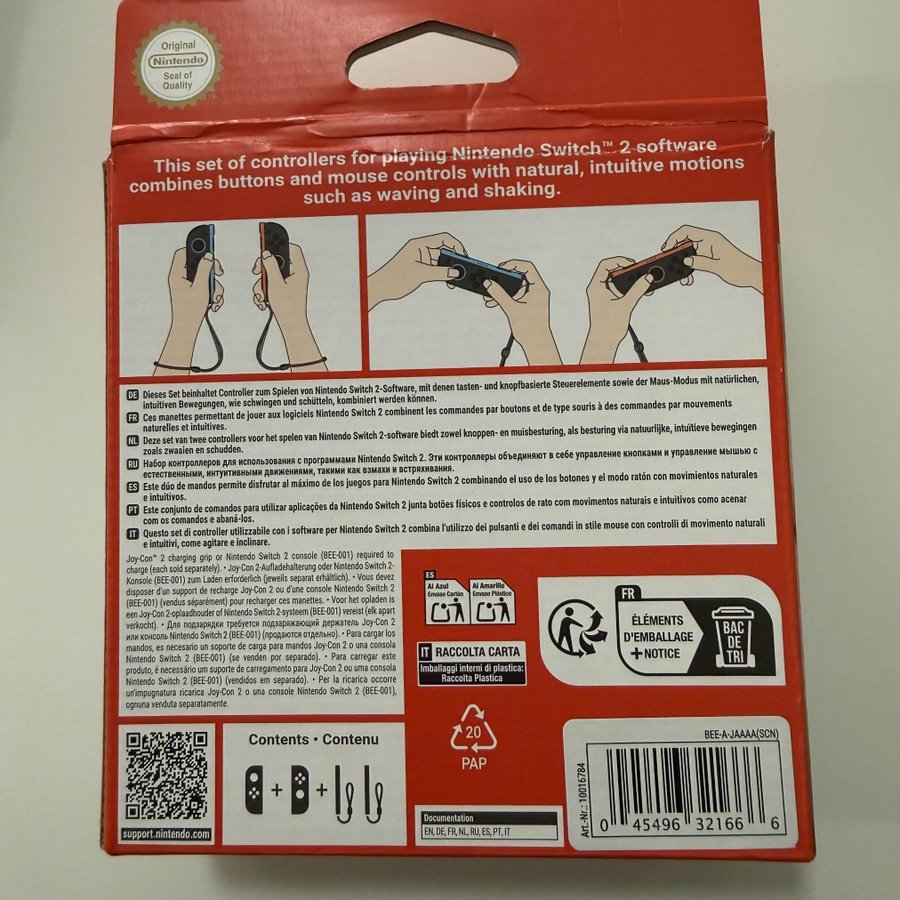 Original
Nintendo
Seal of
Quality
TM
This set of controllers for playing Nintendo Switch™ 2 software
combines buttons and mouse controls with natural, intuitive motions
such as waving and shaking.
DE Dieses Set beinhaltet Controller zum Spielen von Nintendo Switch 2-Software, mit denen tasten- und knopfbasierte Steuerelemente sowie der Maus-Modus mit natürlichen,
intuitiven Bewegungen, wie schwingen und schütteln, kombiniert werden können.
FR Ces manettes permettant de jouer aux logiciels Nintendo Switch 2 combinent les commandes par boutons et de type souris à des commandes par mouvements
naturelles et intuitives.
NL Deze set van twee controllers voor het spelen van Nintendo Switch 2-software biedt zowel knoppen- en muisbesturing, als besturing via natuurlijke, intuïtieve bewegingen
zoals zwaaien en schudden.
RU Набор контроллеров для использования с программами Nintendo Switch 2. Эти контроллеры объединяют в себе управление кнопками и управление мышью с
естественными, интуитивными движениями, такими как взмахи и встряхивания.
ES Este dúo de mandos permite disfrutar al máximo de los juegos para Nintendo Switch 2 combinando el uso de los botones y el modo ratón con movimientos naturales
e intuitivos.
PT Este conjunto de comandos para utilizar aplicações da Nintendo Switch 2 junta botões físicos e controlos de rato com movimentos naturais e intuitivos como acenar
com os comandos e abaná-los.
IT Questo set di controller utilizzabile con i software per Nintendo Switch 2 combina l'utilizzo dei pulsanti e dei comandi in stile mouse con controlli di movimento naturali
e intuitivi, come agitare e inclinare.
Joy-Con™ 2 charging grip or Nintendo Switch 2 console (BEE-001) required to
charge (each sold separately). • Joy-Con 2-Aufladehalterung oder Nintendo Switch 2-
Konsole (BEE-001) zum Laden erforderlich (jeweils separat erhältlich). • Vous devez
disposer d'un support de recharge Joy-Con 2 ou d'une console Nintendo Switch 2
(BEE-001) (vendus séparément) pour recharger ces manettes. • Voor het opladen is
een Joy-Con 2-oplaadhouder of Nintendo Switch 2-systeem (BEE-001) vereist (elk apart
verkocht). • Для подзарядки требуется подзаряжающий держатель Joy-Con 2
или консоль Nintendo Switch 2 (BEE-001) (продаются отдельно). • Para cargar los
mandos, es necesario un soporte de carga para mandos Joy-Con 2 o una consola
Nintendo Switch 2 (BEE-001) (se venden por separado). • Para carregar este
produto, é necessário um suporte de carregamento para Joy-Con 2 ou uma consola
Nintendo Switch 2 (BEE-001) (vendidos em separado). • Per la ricarica occorre
un'impugnatura ricarica Joy-Con 2 o una console Nintendo Switch 2 (BEE-001),
ognuna venduta separatamente.
ES
Al Azul
Envase Cartón
Al Amarillo
Envase Plástico
IT RACCOLTA CARTA
Imballaggi interni di plastica:
Raccolta Plastica
FR
ÉLÉMENTS
D'EMBALLAGE
+NOTICE
BAC
DE
TRI
20
PAP
support.nintendo.com
Contents • Contenu
Documentation
EN, DE, FR, NL, RU, ES, PT, IT
BEE-A-JAAAA(SCN)
Art.-Nr.: 10016784
0 45496 32166 6